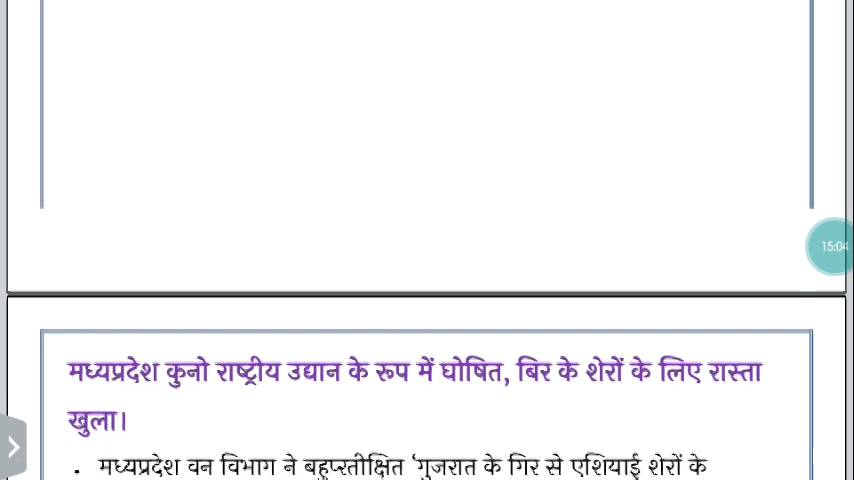 15:04
मध्यप्रदेश कुनो राष्ट्रीय उद्यान के रूप में घोषित, बिर के शेरों के लिए रास्ता
खुला।
. मध्यप्रदेश वन विभाग ने बहुप्रतीक्षित ‘गुजरात के गिर से एशियाई शेरों के